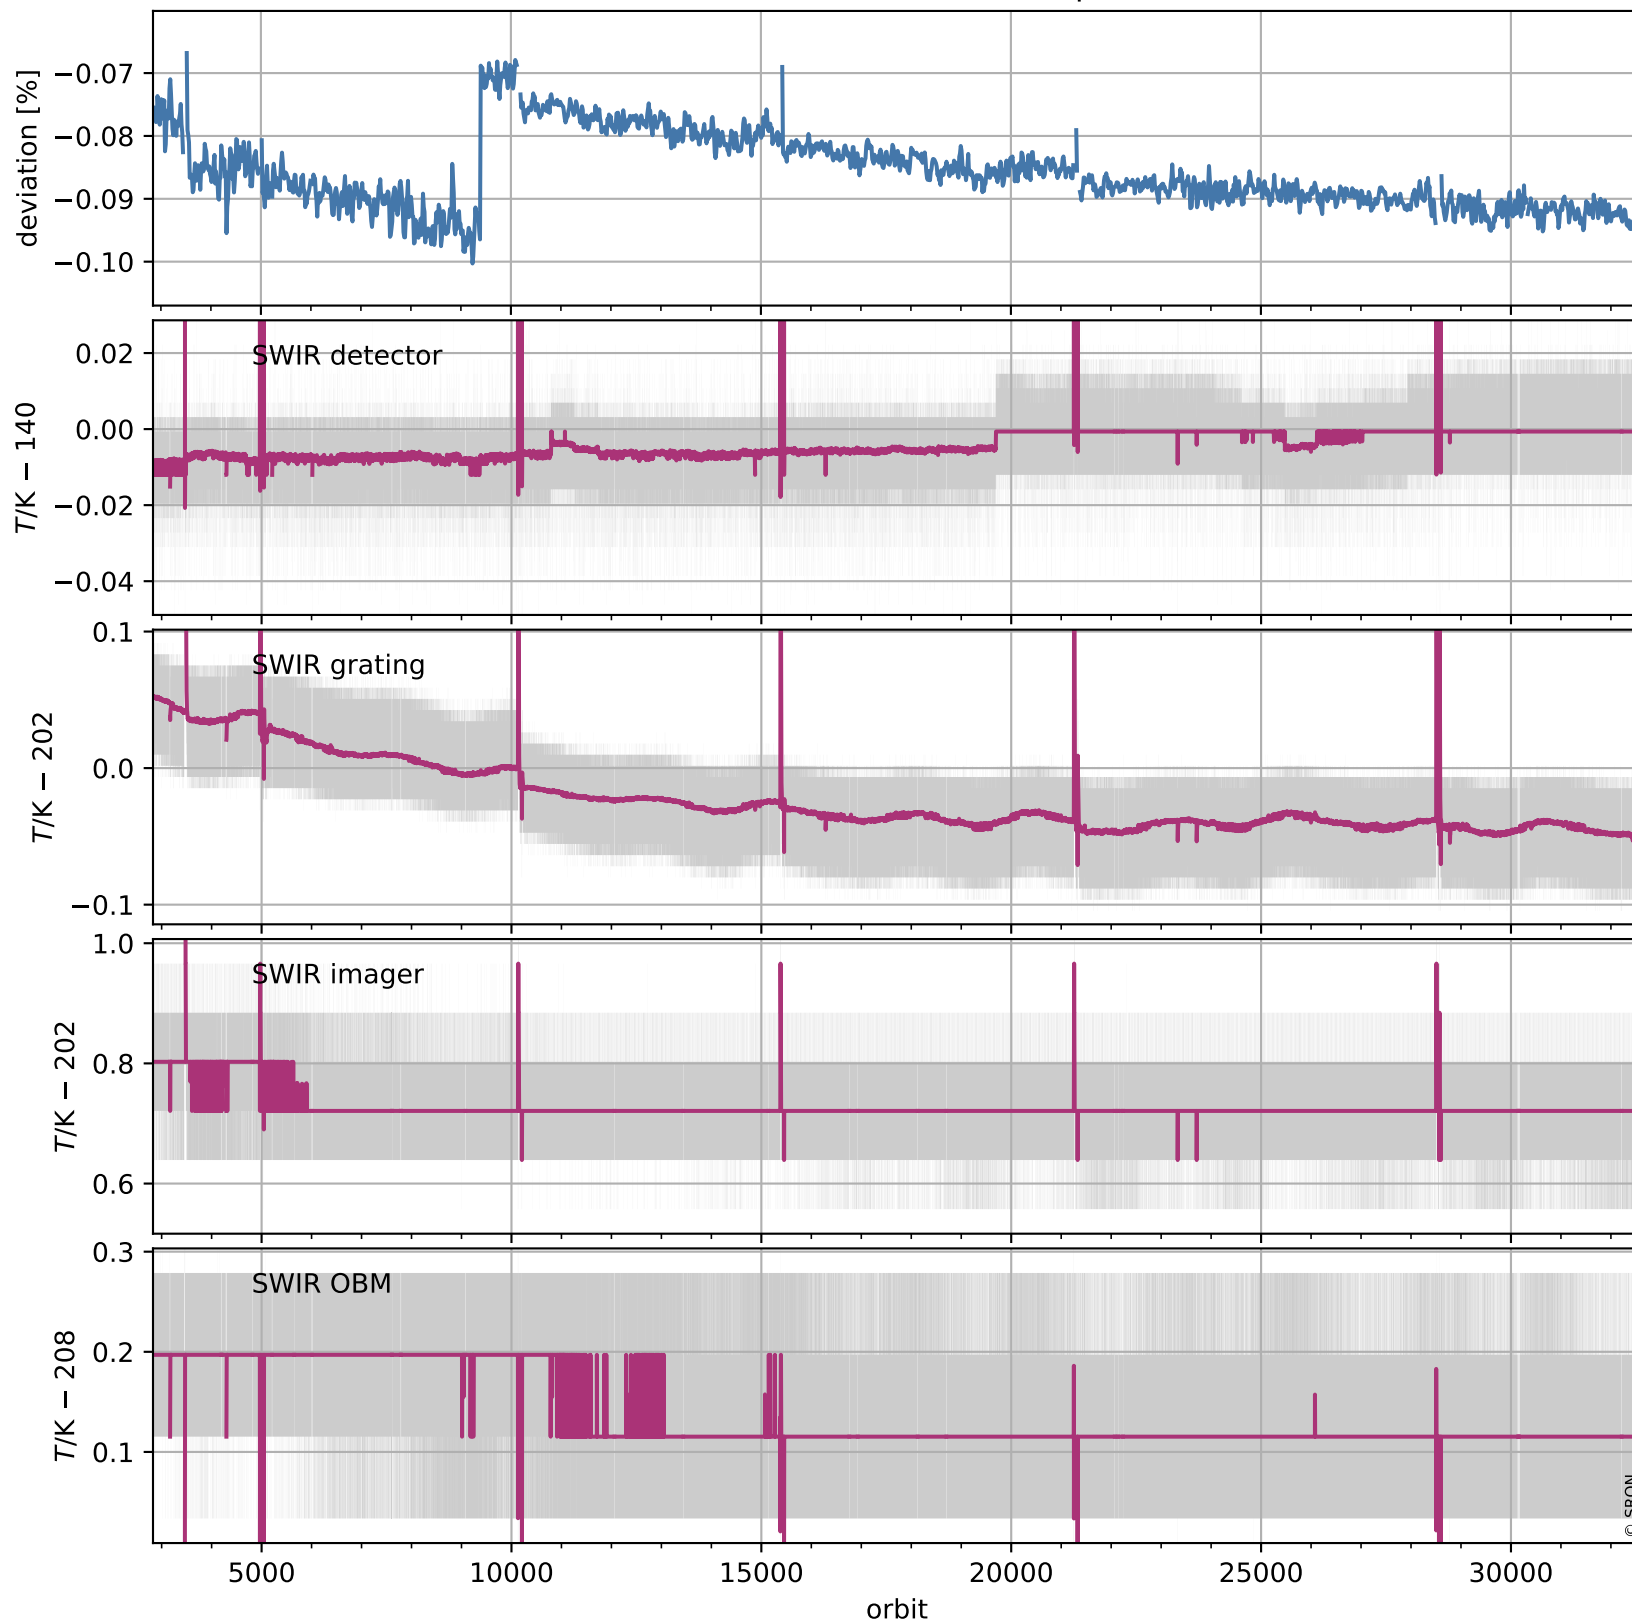 deviation [%]
−0.07
−0.08
−0.09
−0.10
SWIR detector
T/K − 140
0.02
0.00
−0.02
−0.04
SWIR grating
T/K − 202
0.1
0.0
−0.1
SWIR imager
T/K − 202
1.0
0.8
0.6
SWIR OBM
T/K − 208
0.3
0.2
0.1
5000 10000 15000 20000 25000 30000
orbit
© SRON